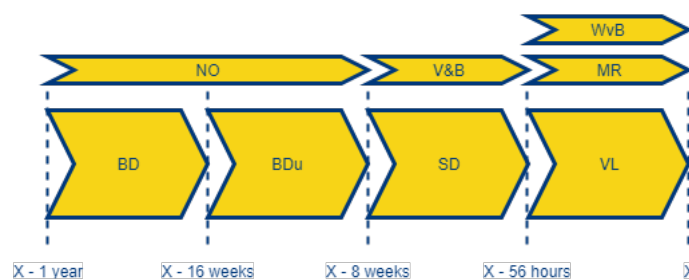 WvB
NO V&B MR
BD BDu SD VL
X - 1 year X - 16 weeks X - 8 weeks X - 56 hours X